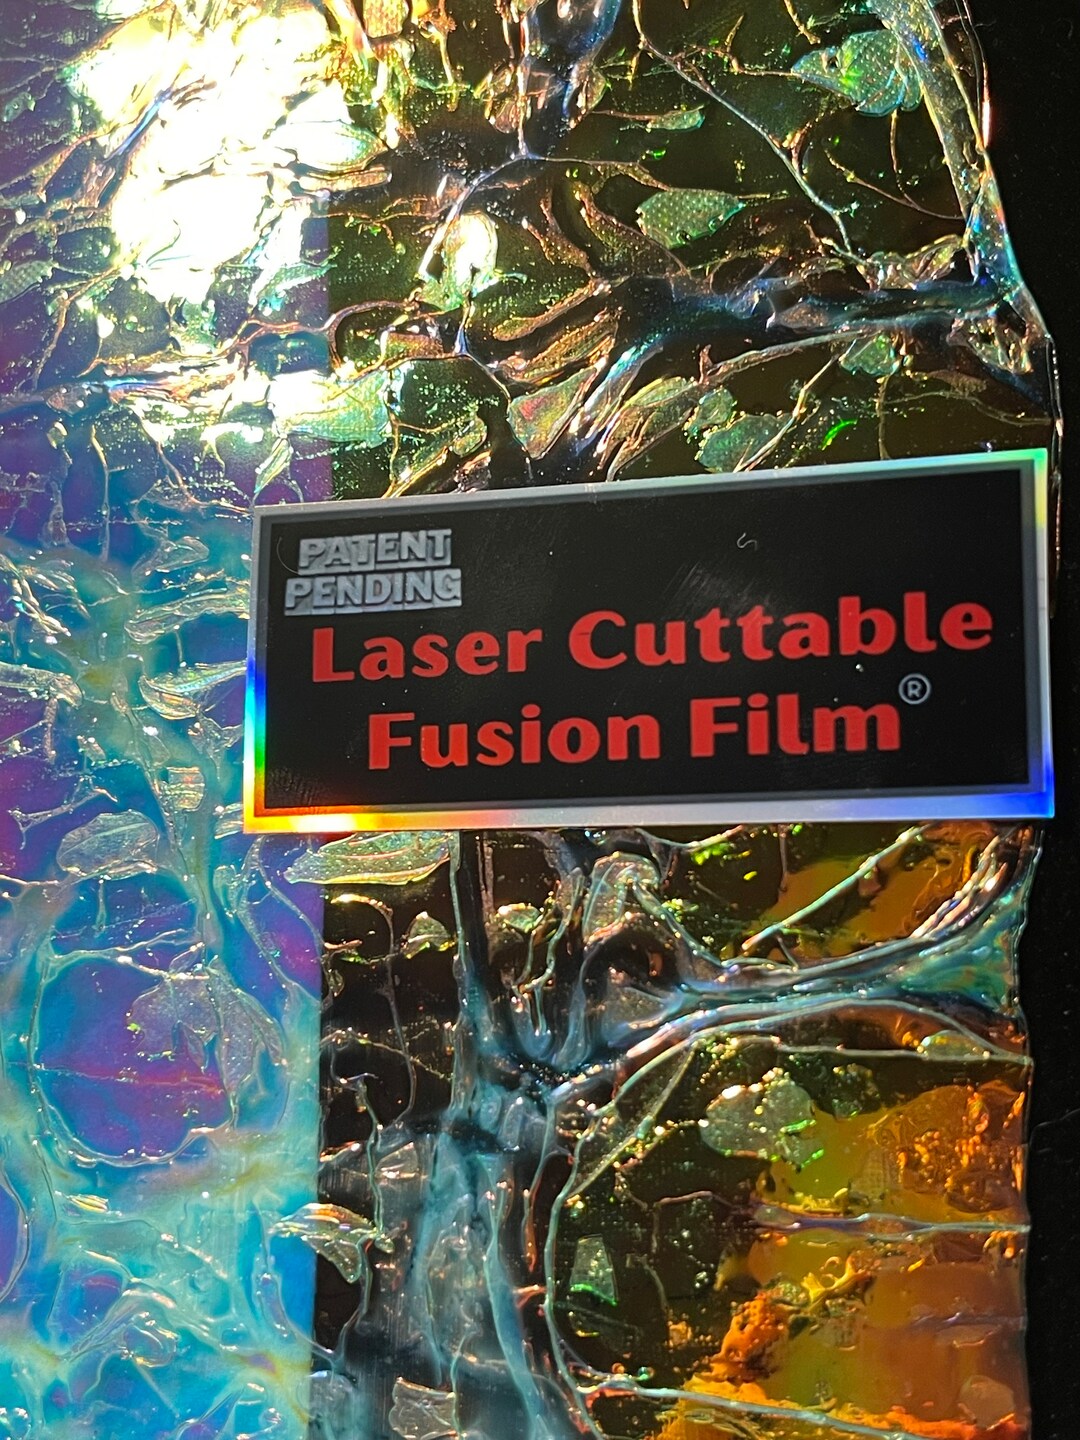 PATENT
PENDING
Laser Cuttable
Fusion Film®